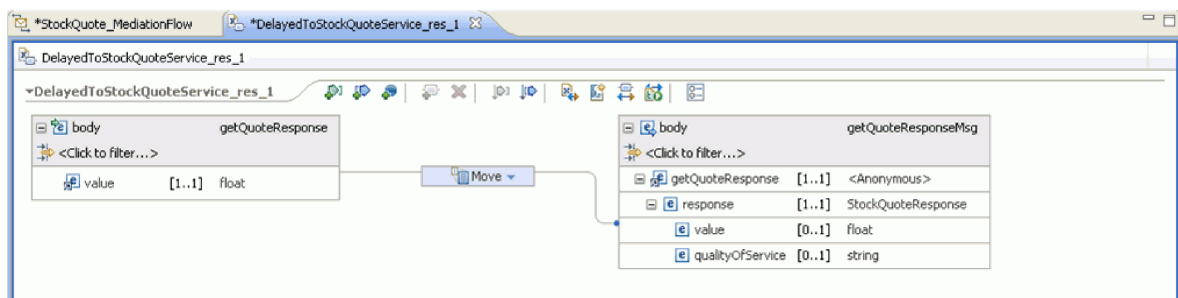 *StockQuote_MediationFlow *DelayedToStockQuoteService_res_1
DelayedToStockQuoteService_res_1
DelayedToStockQuoteService_res_1
body getQuoteResponse
<Click to filter...>
value [1..1] float
Move
body getQuoteResponseMsg
<Click to filter...>
getQuoteResponse [1..1] <Anonymous>
response [1..1] StockQuoteResponse
value [0..1] float
qualityOfService [0..1] string